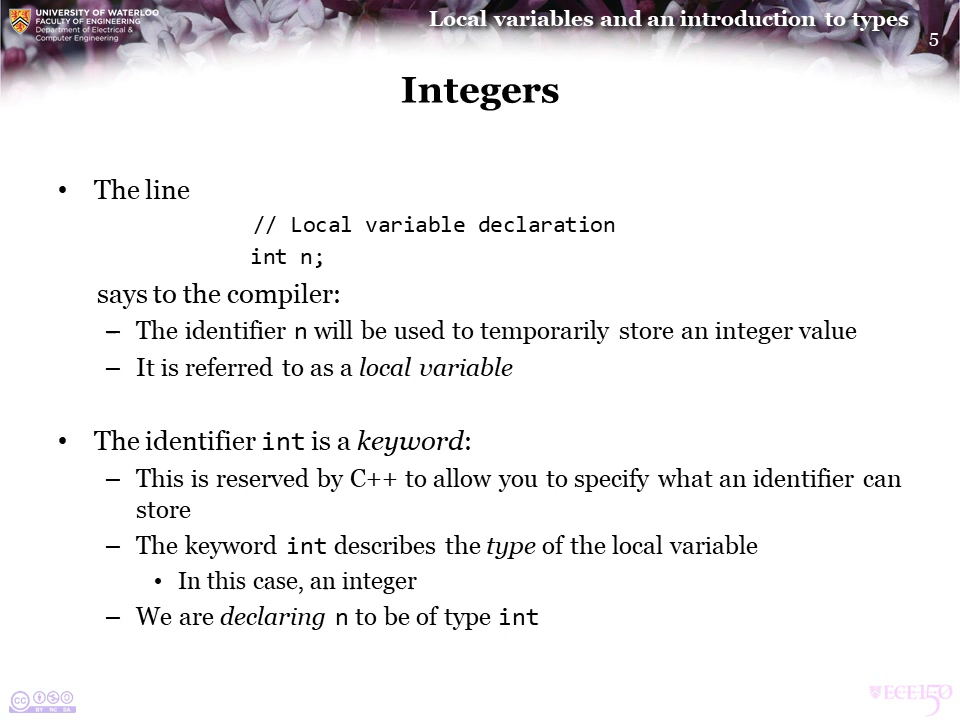 UNIVERSITY OF WATERLOO
FACULTY OF ENGINEERING
Department of Electrical &
Computer Engineering
Local variables and an introduction to types
5
Integers
• The line
// Local variable declaration
int n;
says to the compiler:
– The identifier n will be used to temporarily store an integer value
– It is referred to as a local variable
• The identifier int is a keyword:
– This is reserved by C++ to allow you to specify what an identifier can
store
– The keyword int describes the type of the local variable
• In this case, an integer
– We are declaring n to be of type int
cc
BY NC SA
ECE150